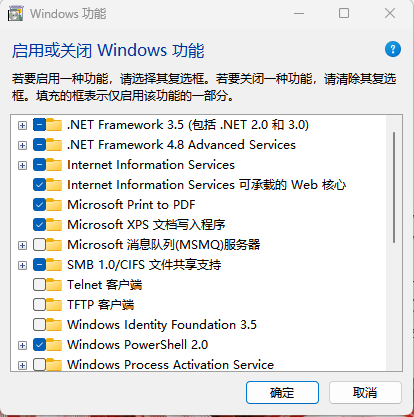 Windows 功能
启用或关闭 Windows 功能
若要启用一种功能，请选择其复选框。若要关闭一种功能，请清除其复选
框。填充的框表示仅启用该功能的一部分。
.NET Framework 3.5 (包括 .NET 2.0 和 3.0)
.NET Framework 4.8 Advanced Services
Internet Information Services
Internet Information Services 可承载的 Web 核心
Microsoft Print to PDF
Microsoft XPS 文档写入程序
Microsoft 消息队列(MSMQ)服务器
SMB 1.0/CIFS 文件共享支持
Telnet 客户端
TFTP 客户端
Windows Identity Foundation 3.5
Windows PowerShell 2.0
Windows Process Activation Service
确定 取消